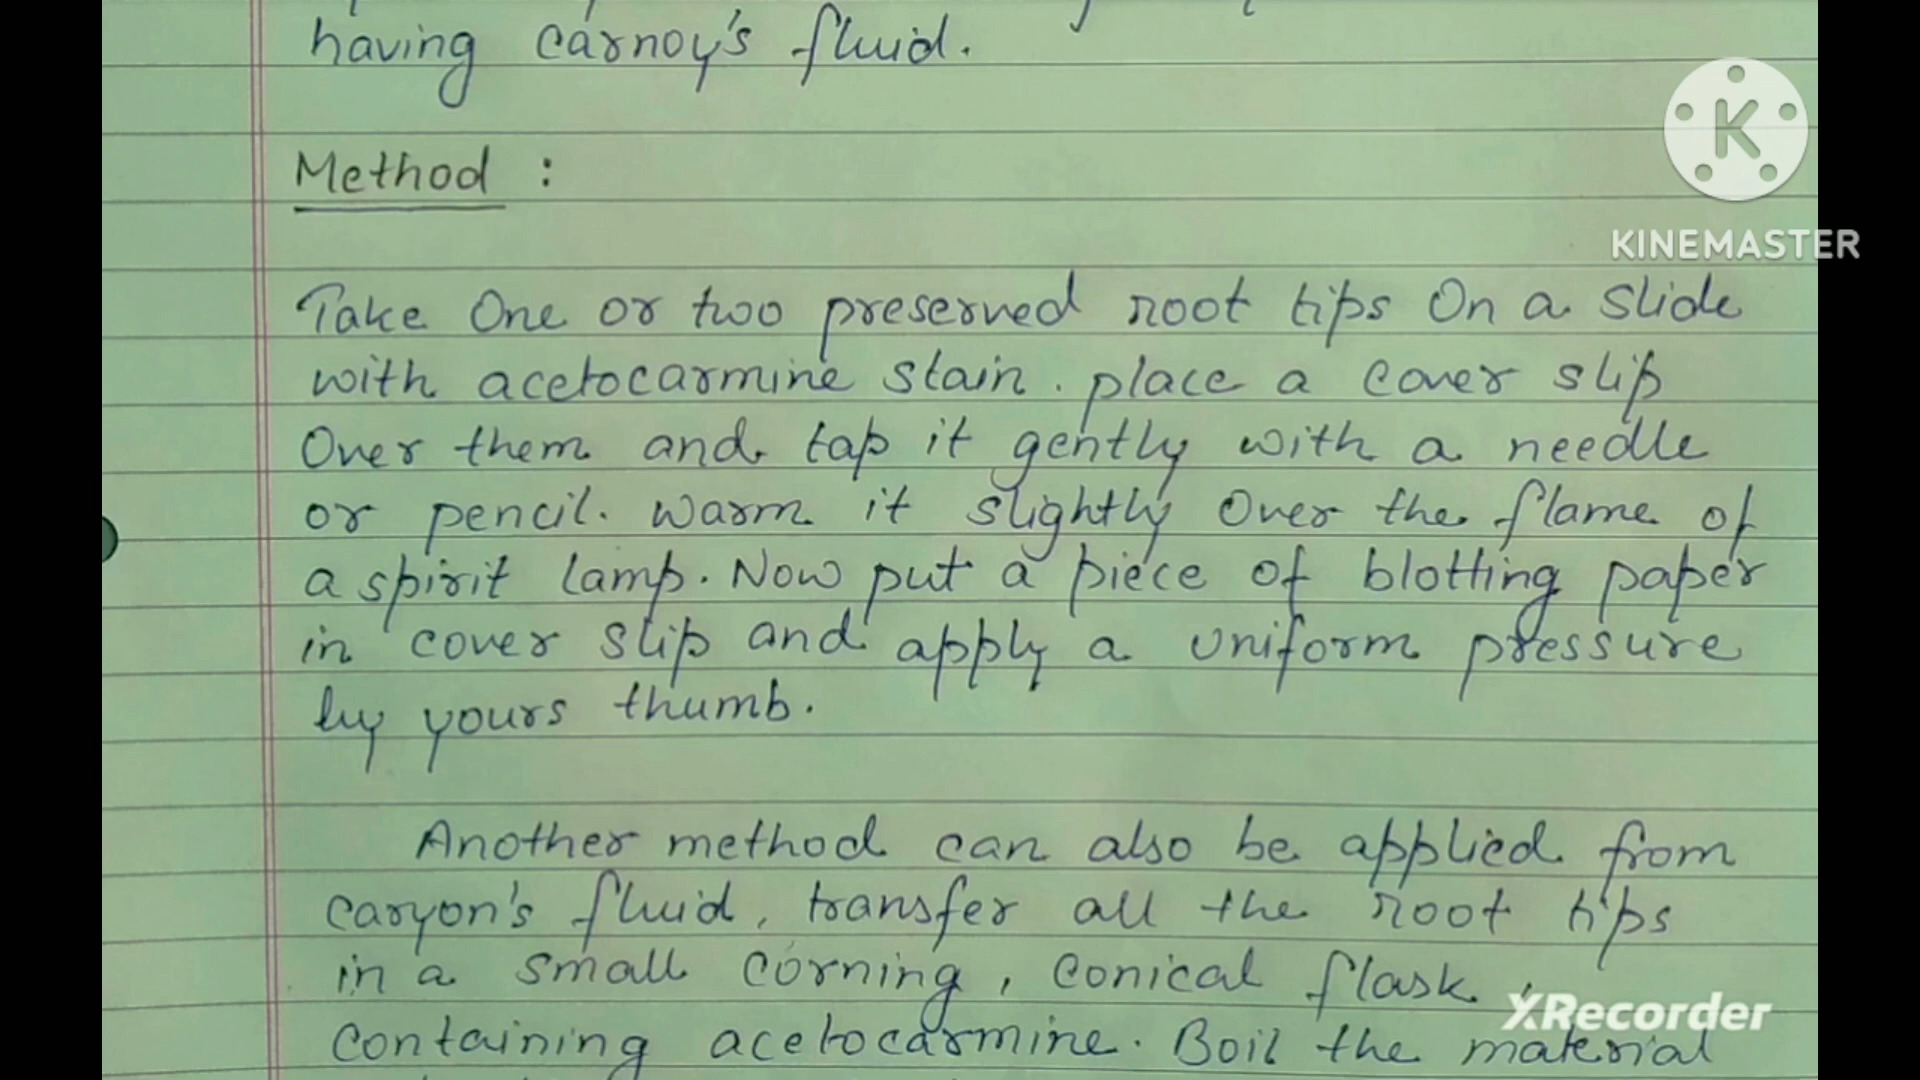 having carnoy's fluid.
Method :
Take One or two preserved root tips On a slide
with acetocarmine stain. place a cover slip
Over them and tap it gently with a needle
or pencil. Warm it slightly Over the flame of
a spirit lamp. Now put a piece of blotting paper
in cover slip and apply a uniform pressure
by yours thumb.
Another method can also be applied from
caryon's fluid, transfer all the root tips
in a small corning, conical flask,
containing acetocarmine. Boil the material
KINEMASTER
XRecorder